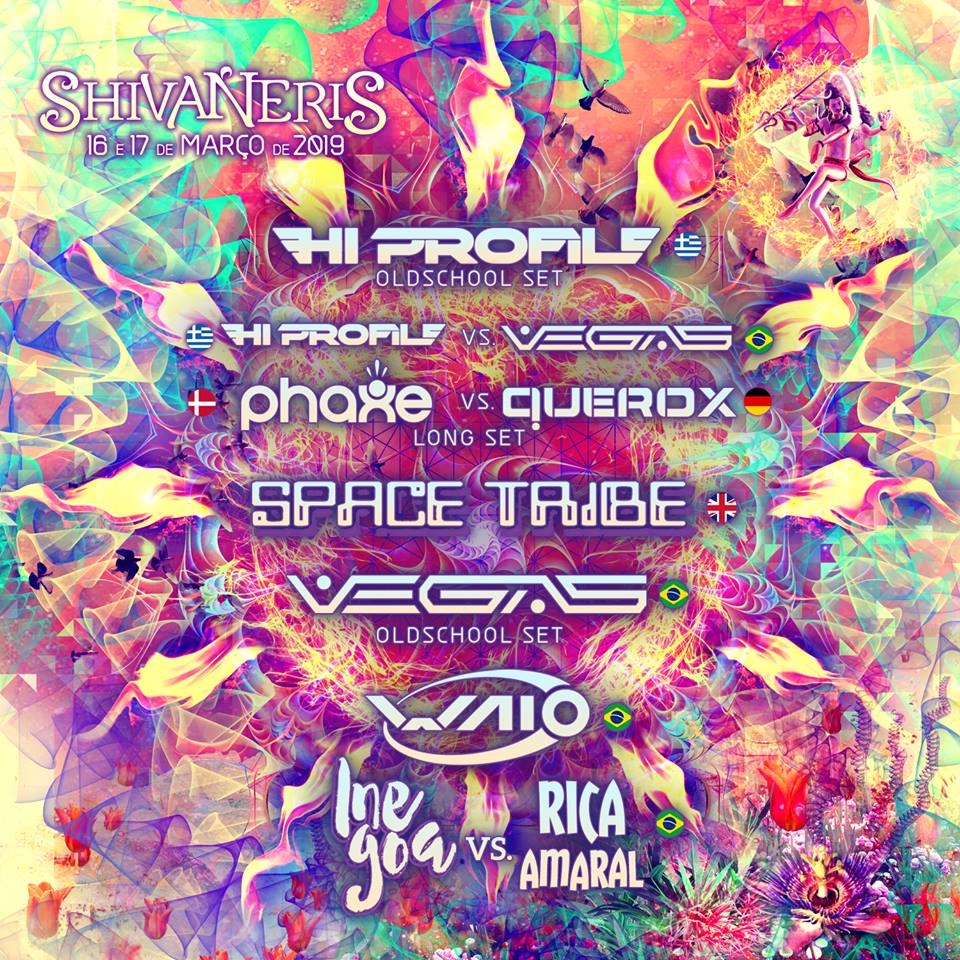 SHIVANERIS
16 E 17 DE MARÇO DE 2019
HI PROFILE
OLDSCHOOL SET
HI PROFILE VS. VEGAS
phaxe VS. QUEROX
LONG SET
SPACE TRIBE
VEGAS
OLDSCHOOL SET
WAIO
Ine goa vs. RICA AMARAL